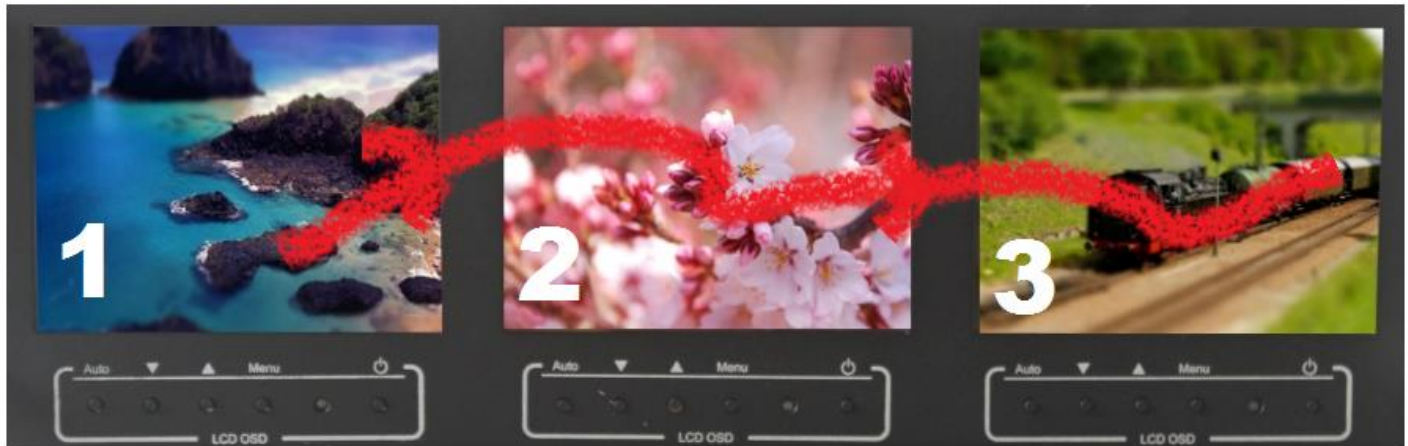 1
2
3
Auto ▼ ▲ Menu
LCD OSD
Auto ▼ ▲ Menu
LCD OSD
Auto ▼ ▲ Menu
LCD OSD